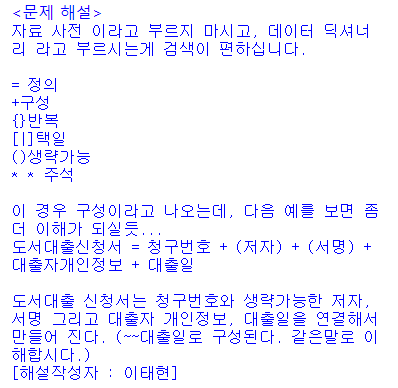 <문제 해설>
자료 사전 이라고 부르지 마시고, 데이터 딕셔너
리 라고 부르시는게 검색이 편하십니다.
= 정의
+구성
{}반복
[|]택일
()생략가능
* * 주석
이 경우 구성이라고 나오는데, 다음 예를 보면 좀
더 이해가 되실듯...
도서대출신청서 = 청구번호 + (저자) + (서명) +
대출자개인정보 + 대출일
도서대출 신청서는 청구번호와 생략가능한 저자,
서명 그리고 대출자 개인정보, 대출일을 연결해서
만들어 진다. (~~대출일로 구성된다. 같은말로 이
해합시다.)
[해설작성자 : 이태현]